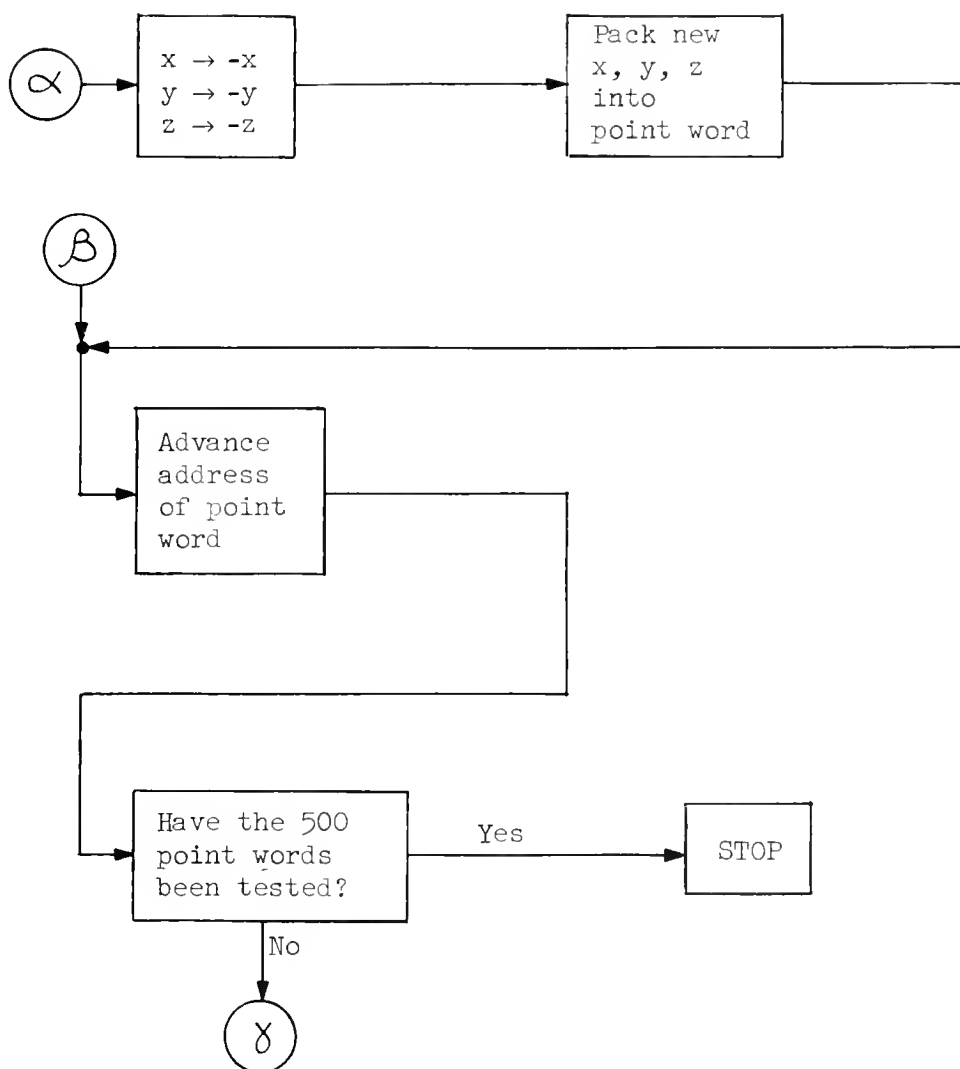 α
x → -x
y → -y
z → -z
Pack new
x, y, z
into
point word
β
Advance
address
of point
word
Have the 500
point words
been tested?
Yes
STOP
No
γ